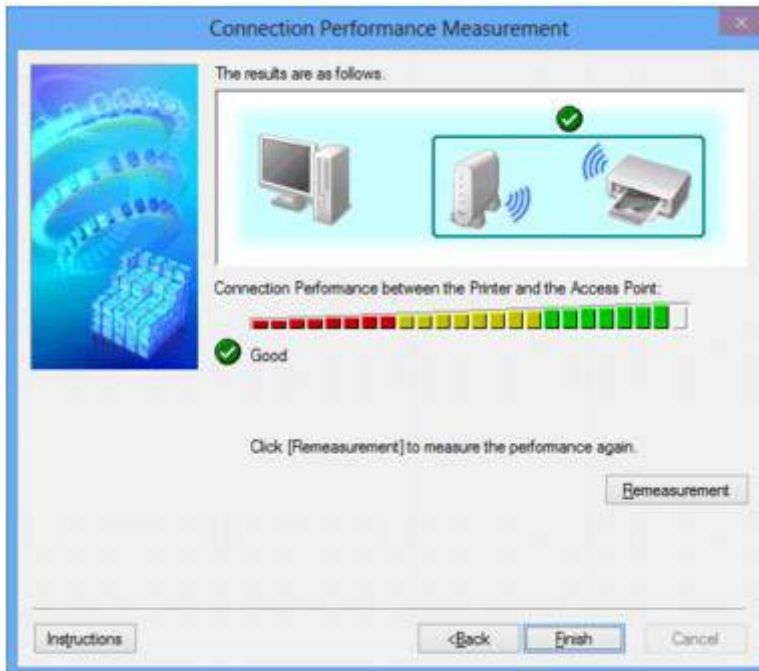 Connection Performance Measurement
The results are as follows.
Connection Performance between the Printer and the Access Point:
Good
Click [Remeasurement] to measure the performance again.
Remeasurement
Instructions
<Back
Finish
Cancel